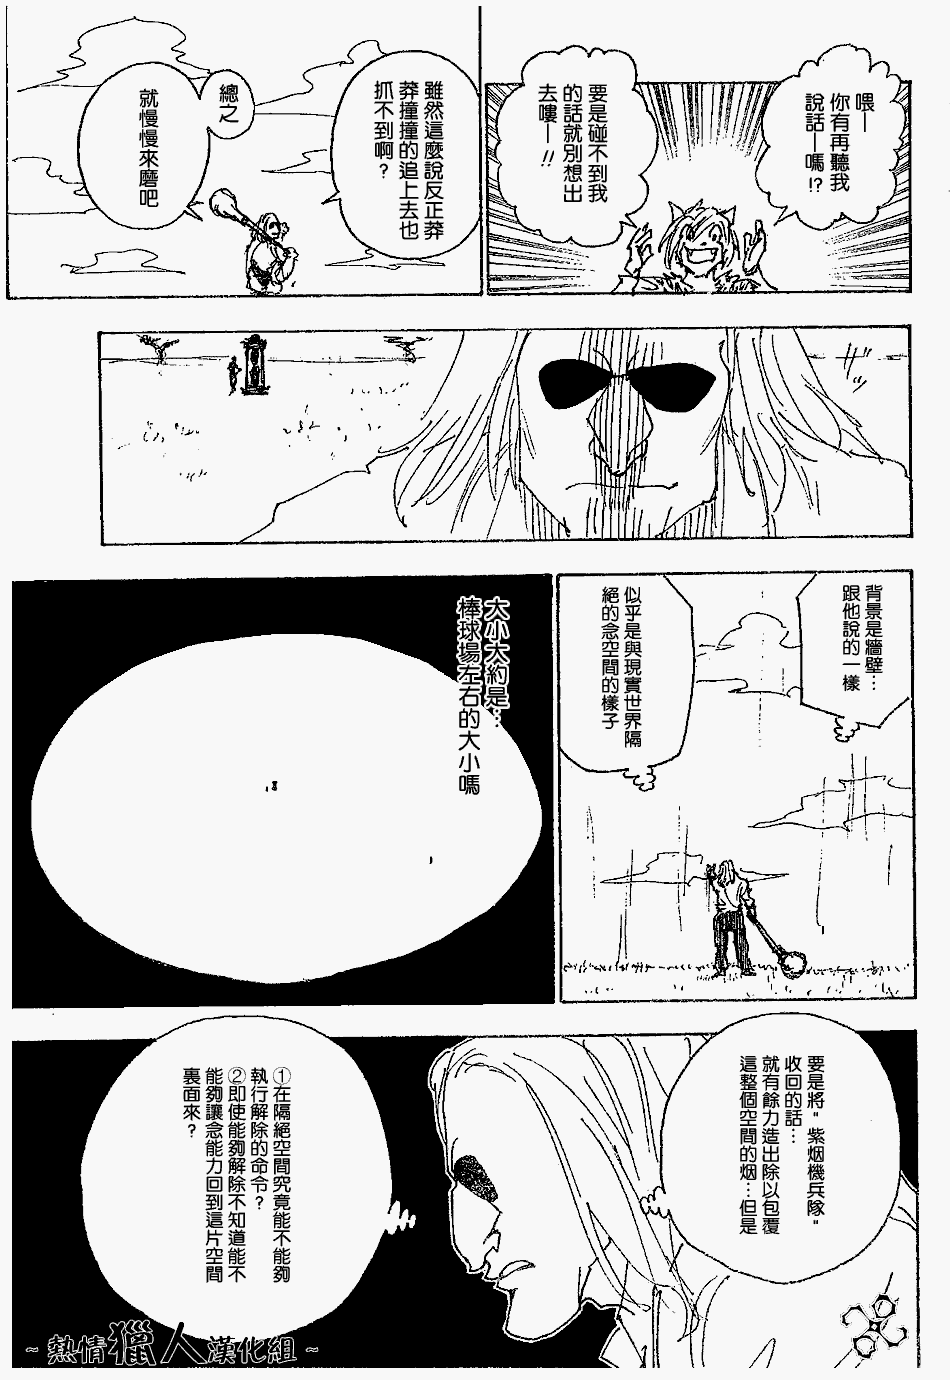 喂—
你有再聽我
說話—嗎!?
要是碰不到我
的話就別想出
去嘍—!!
雖然這麼說反正莽
莽撞撞的追上去也
抓不到啊?
總之
就慢慢來磨吧
背景是牆壁…
跟他說的一樣
似乎是與現實世界隔
絕的念空間的樣子
大小大約是…
棒球場左右的大小嗎
要是將"紫烟機兵隊"
收回的話…
就有餘力造出除以包覆
這整個空間的烟…但是
①在隔絕空間究竟能不能夠
執行解除的命令?
②即使能夠解除不知道能不
能夠讓念能力回到這片空間
裏面來?
~熱情獵人漢化組~